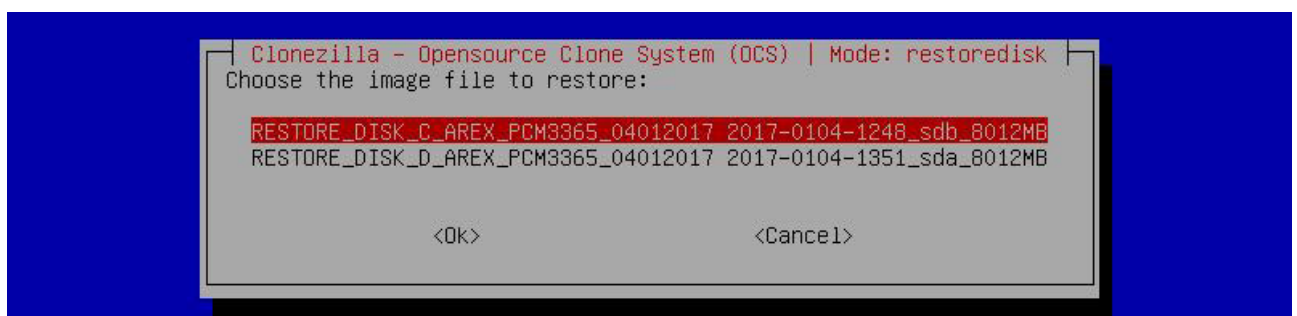 Clonezilla - Opensource Clone System (OCS) | Mode: restoredisk
Choose the image file to restore:
RESTORE_DISK_C_AREX_PCM3365_04012017 2017-0104-1248_sdb_8012MB
RESTORE_DISK_D_AREX_PCM3365_04012017 2017-0104-1351_sda_8012MB
<Ok> <Cancel>